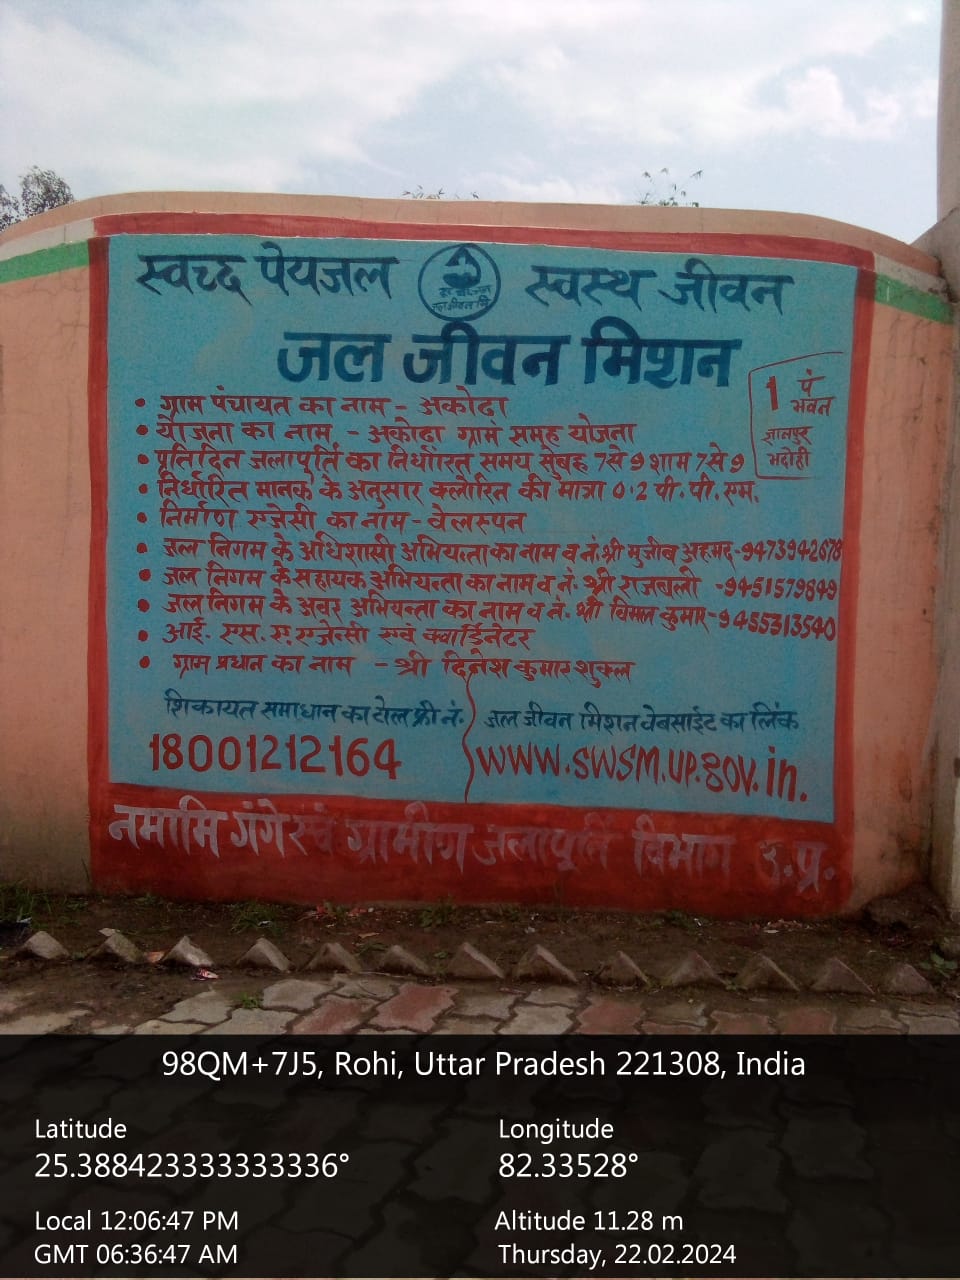 स्वच्छ पेयजल स्वस्थ जीवन
जल जीवन मिशन
1 पं
भवन
ज्ञालपुर
भदोही
• ग्राम पंचायत का नाम - अकोढा
• योजना का नाम - अकोढा ग्राम समूह योजना
• प्रतिदिन जलापूर्ति का निर्धारित समय सुबह 7से 9 शाम 7से 9
• निर्धारित मानक के अनुसार क्लोरिन की मात्रा 0.2 पी. पी. एम.
• निर्माण एजेसी का नाम - वेलस्पन
• जल निगम के अधिशासी अभियन्ता का नाम व नं. श्री मुजीब अहमद - 9473942678
• जल निगम के सहायक अभियन्ता का नाम व नं. श्री राजबली - 9451579849
• जल निगम के अवर अभियन्ता का नाम व नं. श्री विमल कुमार - 9455313540
• आई. एस. ए. एजेन्सी एवं क्वार्डिनेटर
• ग्राम प्रधान का नाम - श्री दिनेश कुमार शुक्ल
शिकायत समाधान का टोल फ्री नं.
18001212164
जल जीवन मिशन वेबसाईट का लिंक
www.swsm.up.gov.in.
नमामि गंगे एवं ग्रामीण जलापूर्ति विभाग उ.प्र.
98QM+7J5, Rohi, Uttar Pradesh 221308, India
Latitude
25.388423333333336°
Longitude
82.33528°
Local 12:06:47 PM
GMT 06:36:47 AM
Altitude 11.28 m
Thursday, 22.02.2024